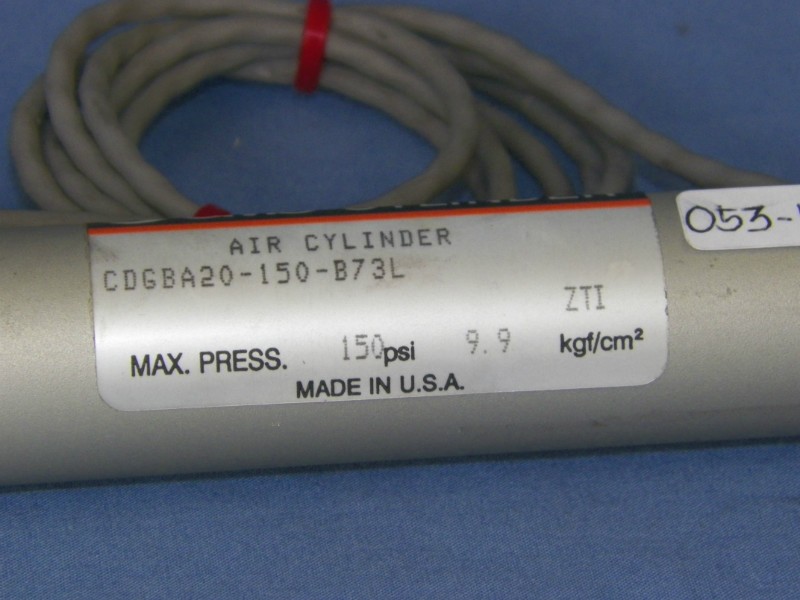 AIR CYLINDER
CDGBA20-150-B73L
ZTI
MAX. PRESS. 150psi 9.9 kgf/cm²
MADE IN U.S.A.
053-